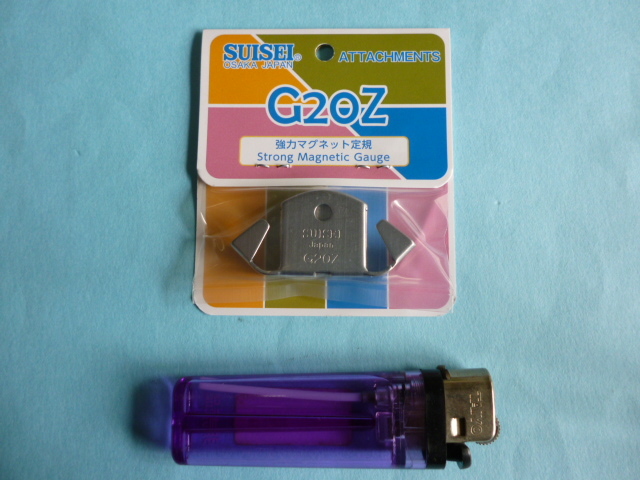 SUISEI®
OSAKA JAPAN
ATTACHMENTS
G20Z
強力マグネット定規
Strong Magnetic Gauge
SUISEI
Japan
G20Z